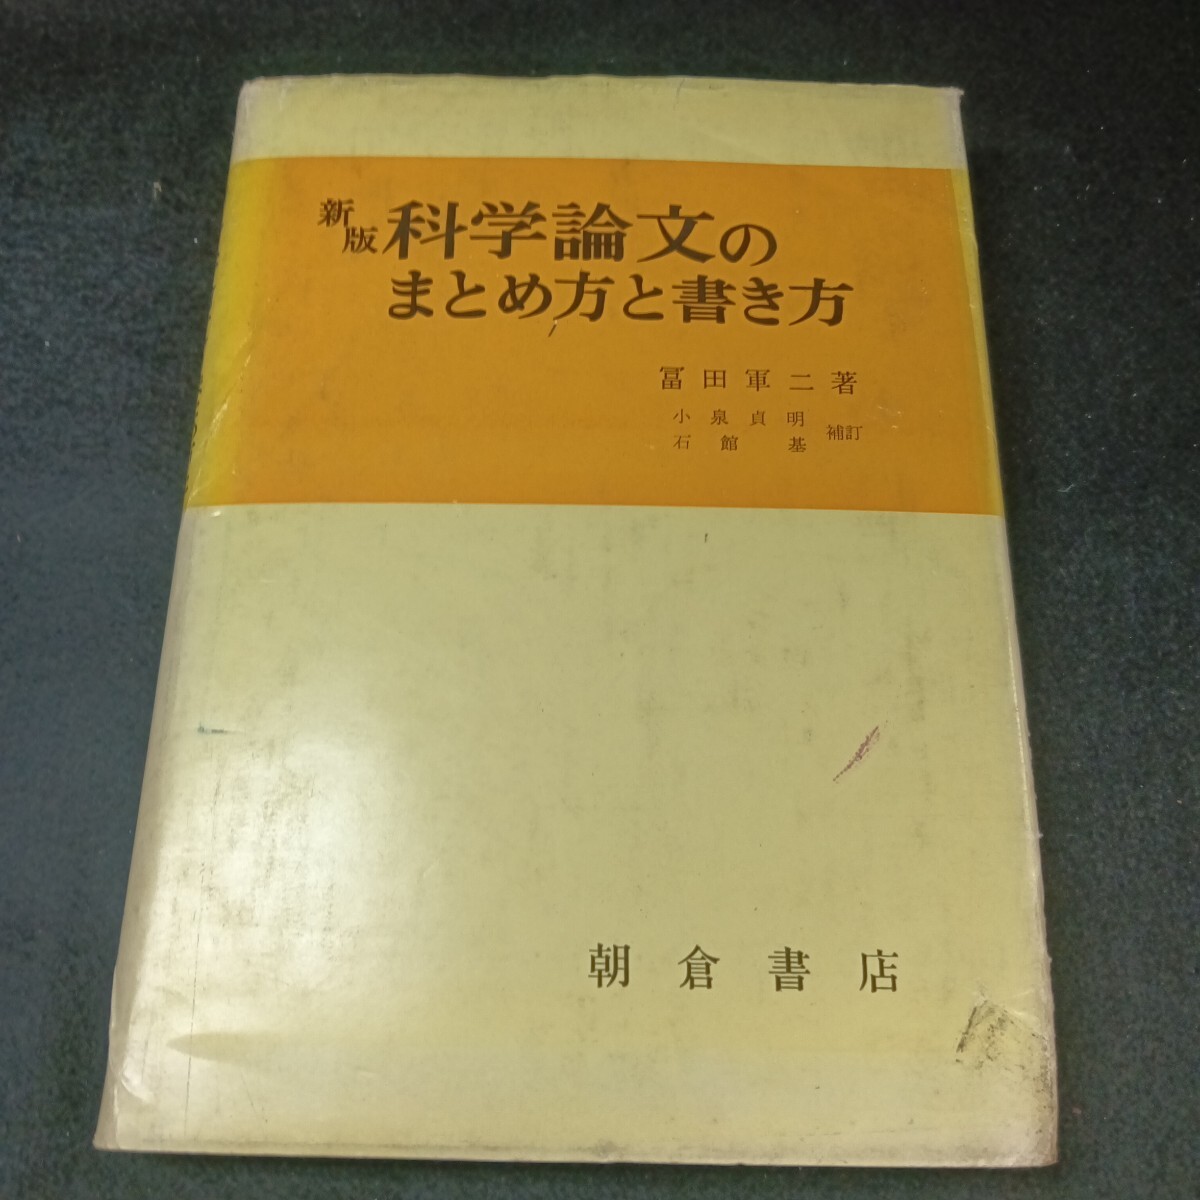 新版 科学論文の
まとめ方と書き方
冨田軍二著
小泉貞明
石館基 補訂
朝倉書店